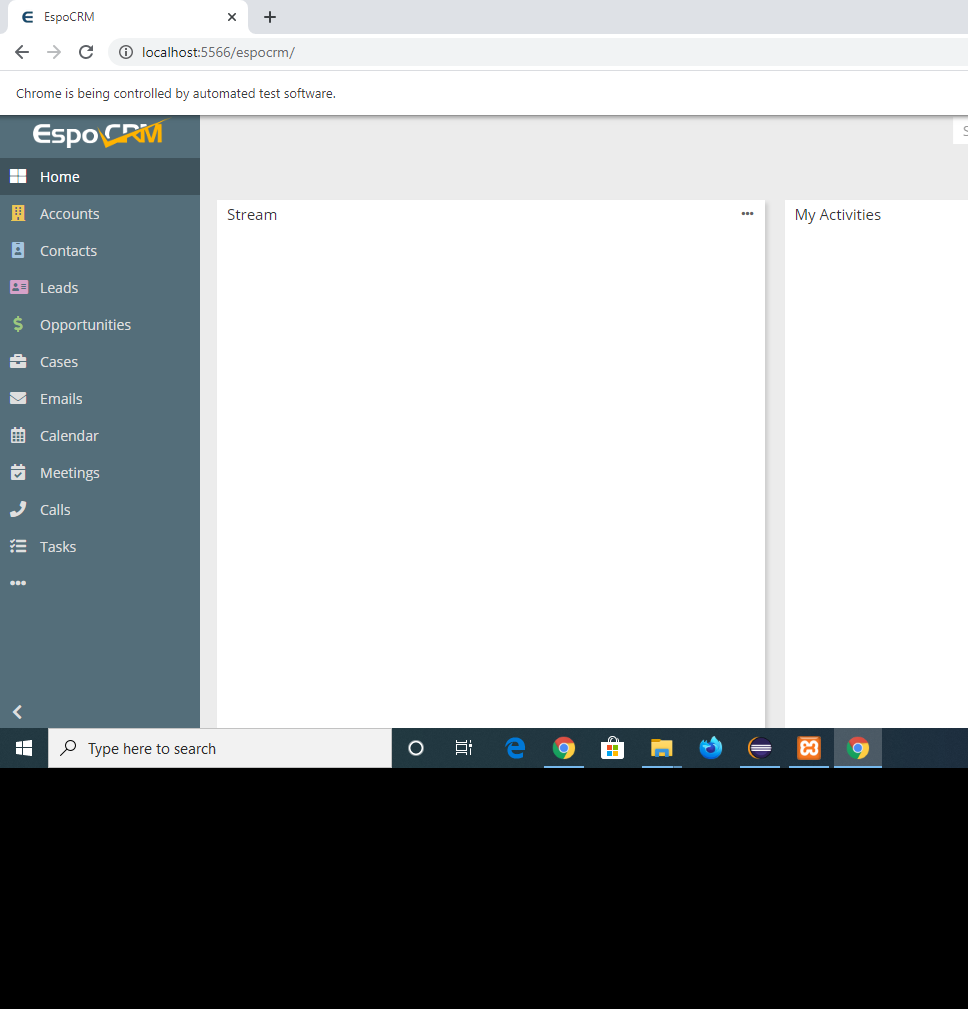 EspoCRM
localhost:5566/espocrm/
Chrome is being controlled by automated test software.
EspoCRM
Home
Accounts
Contacts
Leads
Opportunities
Cases
Emails
Calendar
Meetings
Calls
Tasks
Stream
My Activities
Type here to search